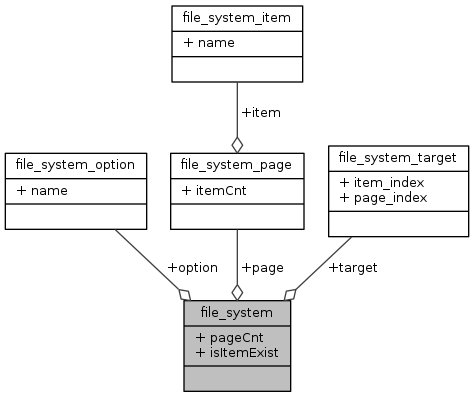 file_system_item
+ name
+item
file_system_option
+ name
file_system_page
+ itemCnt
file_system_target
+ item_index
+ page_index
+option
+page
+target
file_system
+ pageCnt
+ isItemExist